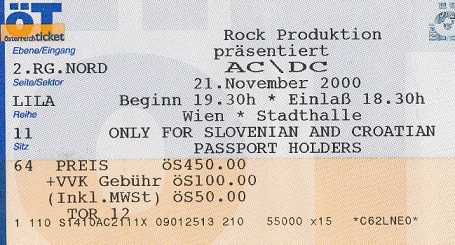 ÖT
österreichticket
Rock Produktion
Ebene/Eingang
präsentiert
2.RG.NORD
AC\DC
Seite/Sektor
21.November 2000
LILA
Beginn 19.30h * Einlaß 18.30h
Reihe
Wien * Stadthalle
11
ONLY FOR SLOVENIAN AND CROATIAN
Sitz
PASSPORT HOLDERS
64 PREIS ÖS450.00
+VVK Gebühr ÖS100.00
(Inkl.MWSt) ÖS50.00
TOR 12
1 110 S1410AC2111X 09012513 210 55000 x15 *C62LNE0*